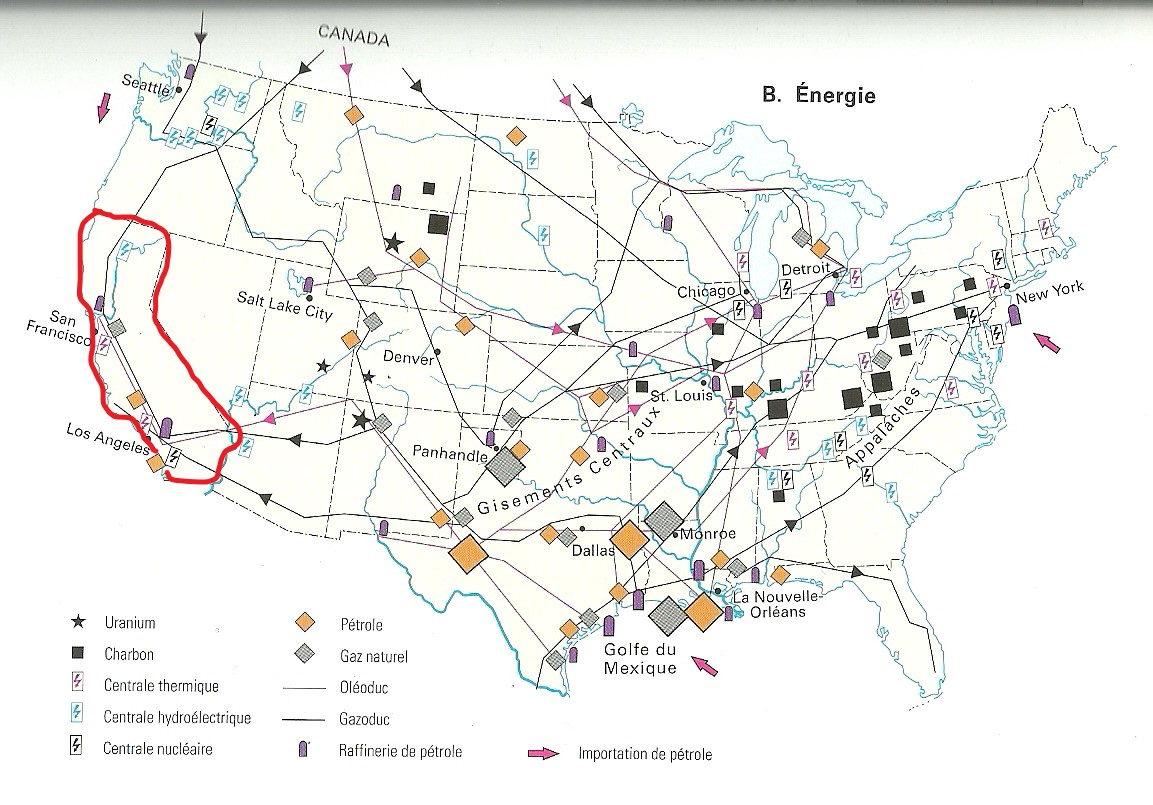 CANADA
B. Énergie
Seattle
Detroit
Chicago
New York
Salt Lake City
San
Francisco
Denver
St. Louis
Los Angeles
Panhandle
Gisements Centraux
Appalaches
Dallas
Monroe
La Nouvelle-
Orléans
Golfe du
Mexique
Uranium
Charbon
Centrale thermique
Centrale hydroélectrique
Centrale nucléaire
Pétrole
Gaz naturel
Oléoduc
Gazoduc
Raffinerie de pétrole
Importation de pétrole